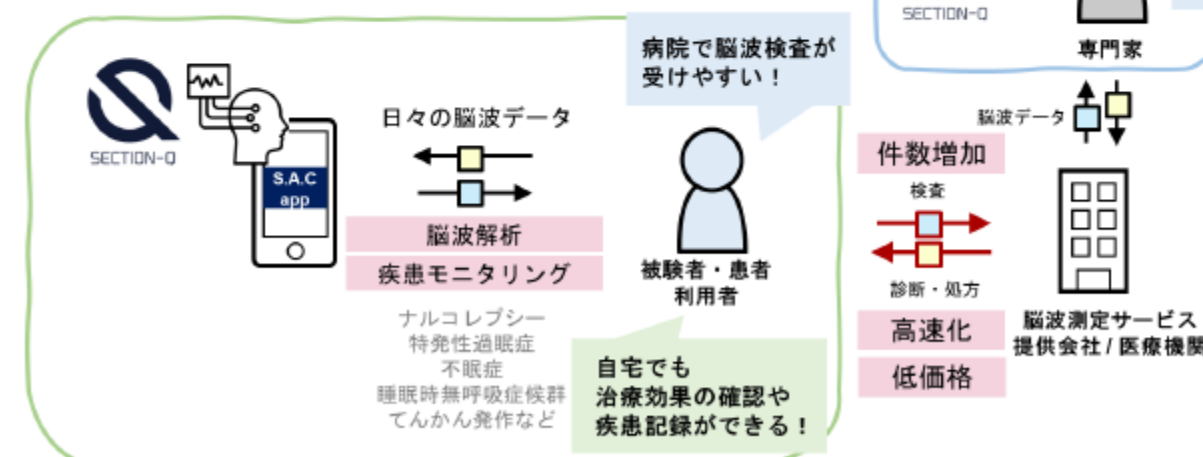 SECTION-Q
専門家
病院で脳波検査が
受けやすい！
SECTION-Q
S.A.C
app
日々の脳波データ
脳波解析
疾患モニタリング
ナルコレプシー
特発性過眠症
不眠症
睡眠時無呼吸症候群
てんかん発作など
被験者・患者
利用者
自宅でも
治療効果の確認や
疾患記録ができる！
脳波データ
件数増加
検査
診断・処方
高速化
低価格
脳波測定サービス
提供会社/医療機関